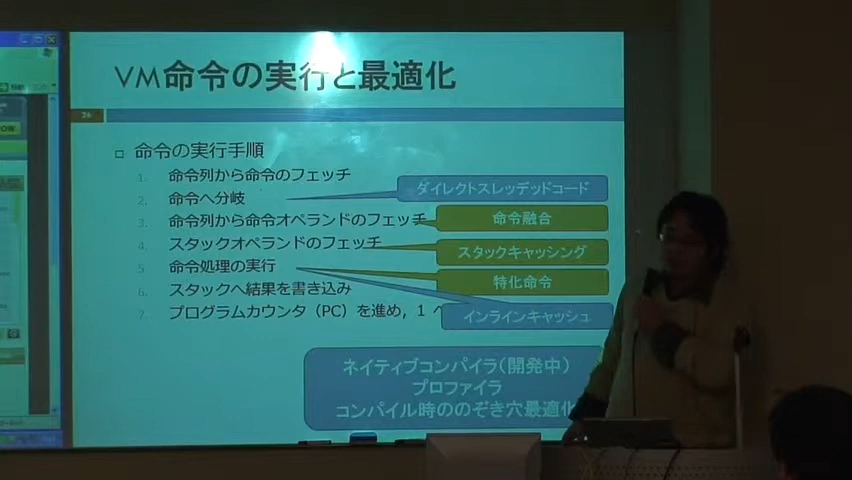 VM命令の実行と最適化
26
□ 命令の実行手順
1. 命令列から命令のフェッチ
2. 命令へ分岐
3. 命令列から命令オペランドのフェッチ
4. スタックオペランドのフェッチ
5. 命令処理の実行
6. スタックへ結果を書き込み
7. プログラムカウンタ（PC）を進め，1 へ
ダイレクトスレッデッドコード
命令融合
スタックキャッシング
特化命令
インラインキャッシュ
ネイティブコンパイラ（開発中）
プロファイラ
コンパイル時ののぞき穴最適化